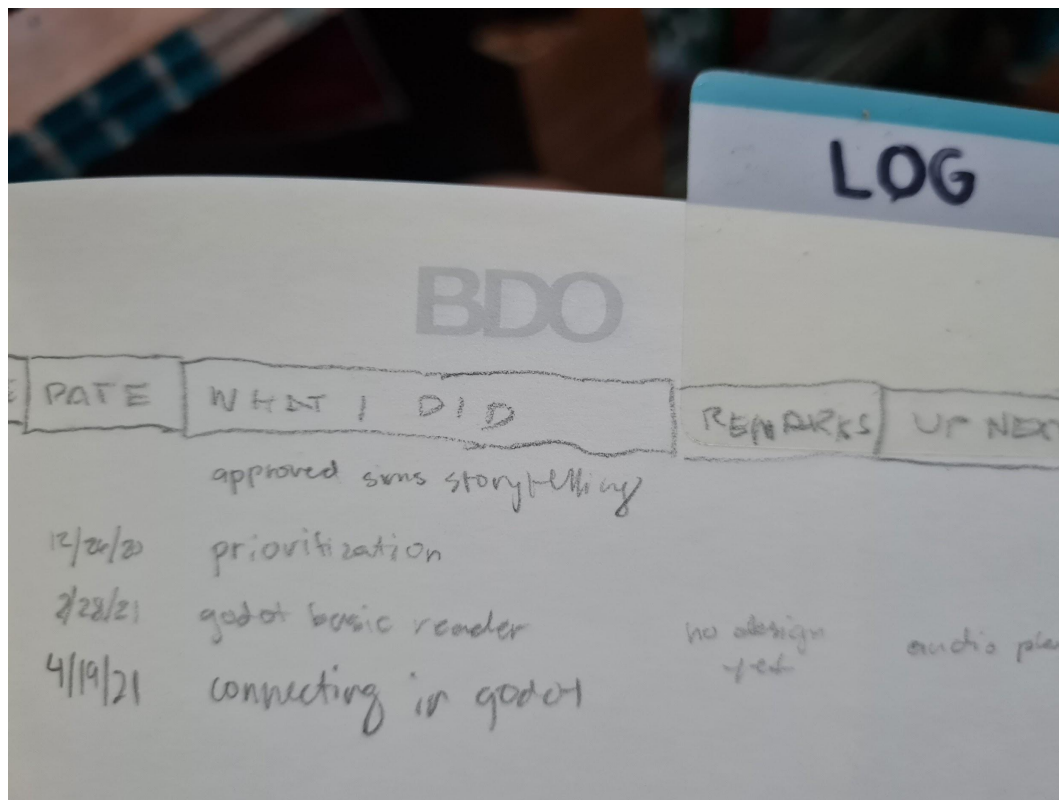 LOG
BDO
DATE WHAT I DID REMARKS UP NEXT
approved sims storytelling
12/26/20 prioritization
2/28/21 godot basic reader no design audio
yet
4/19/21 connecting in godot